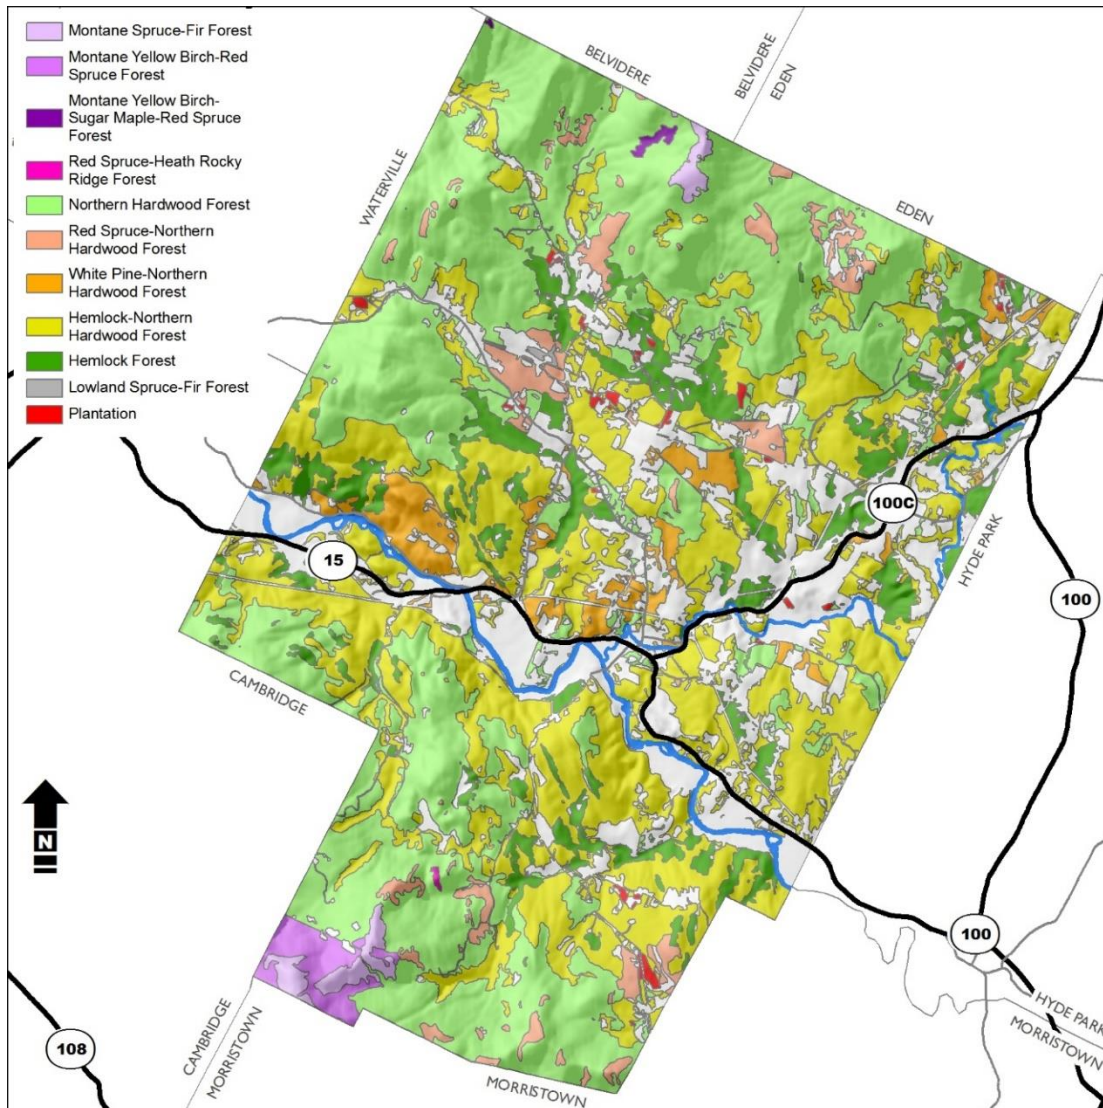 Montane Spruce-Fir Forest
Montane Yellow Birch-Red
Spruce Forest
Montane Yellow Birch-
Sugar Maple-Red Spruce
Forest
Red Spruce-Heath Rocky
Ridge Forest
Northern Hardwood Forest
Red Spruce-Northern
Hardwood Forest
White Pine-Northern
Hardwood Forest
Hemlock-Northern
Hardwood Forest
Hemlock Forest
Lowland Spruce-Fir Forest
Plantation
BELVIDERE
BELVIDERE
EDEN
WATERVILLE
EDEN
100C
15
HYDE PARK
100
CAMBRIDGE
N
100
CAMBRIDGE
MORRISTOWN
HYDE PARK
MORRISTOWN
108
MORRISTOWN